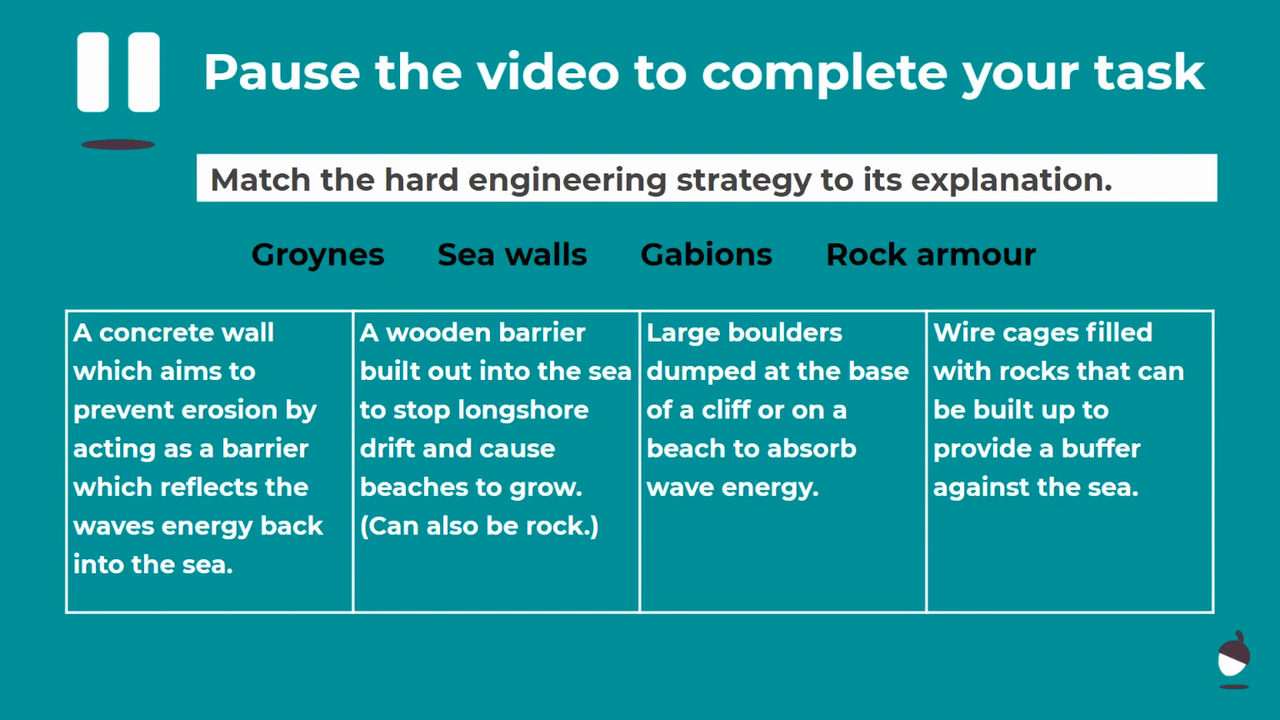 Pause the video to complete your task
Match the hard engineering strategy to its explanation.
Groynes Sea walls Gabions Rock armour
A concrete wall
which aims to
prevent erosion by
acting as a barrier
which reflects the
waves energy back
into the sea.
A wooden barrier
built out into the sea
to stop longshore
drift and cause
beaches to grow.
(Can also be rock.)
Large boulders
dumped at the base
of a cliff or on a
beach to absorb
wave energy.
Wire cages filled
with rocks that can
be built up to
provide a buffer
against the sea.